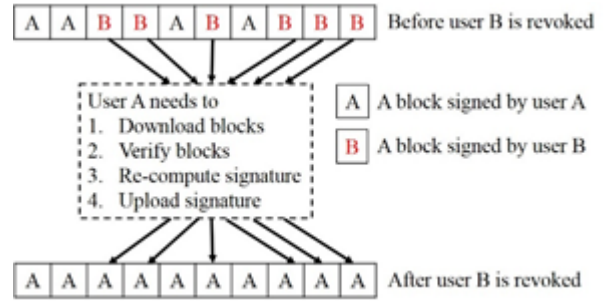 A A B B A B A B B B Before user B is revoked
User A needs to
1. Download blocks
2. Verify blocks
3. Re-compute signature
4. Upload signature
A A block signed by user A
B A block signed by user B
A A A A A A A A A A After user B is revoked